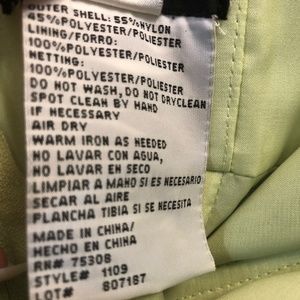 OUTER SHELL: 55%NYLON
45%POLYESTER/POLIESTER
LINING/FORRO:
100%POLYESTER/POLIESTER
NETTING:
100%POLYESTER/POLIESTER
DO NOT WASH, DO NOT DRYCLEAN
SPOT CLEAN BY HAND
IF NECESSARY
AIR DRY
WARM IRON AS NEEDED
NO LAVAR CON AGUA,
NO LAVAR EN SECO
LIMPIAR A MANO SI ES NECESARIO
SECAR AL AIRE
PLANCHA TIBIA SI SE NECESITA
MADE IN CHINA/
HECHO EN CHINA
RN# 75308
STYLE# 1109
LOT# 807187